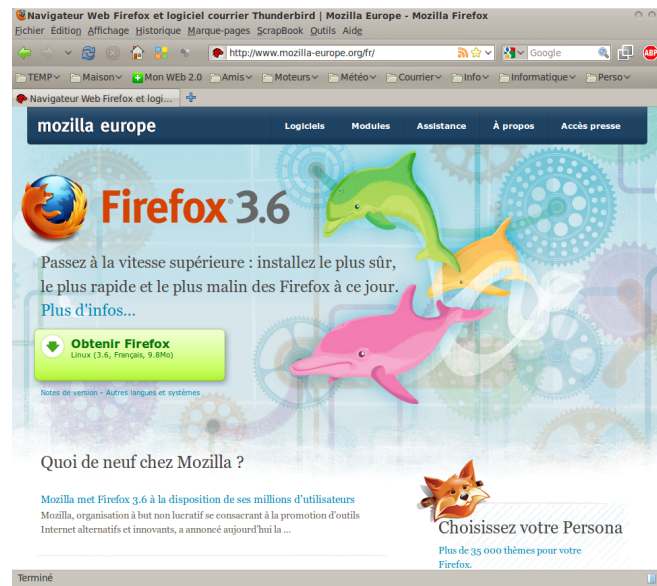 Navigateur Web Firefox et logiciel courrier Thunderbird | Mozilla Europe - Mozilla Firefox
Fichier Edition Affichage Historique Marque-pages ScrapBook Outils Aide
http://www.mozilla-europe.org/fr/
Google
ABP
TEMP Maison Mon WEb 2.0 Amis Moteurs Météo Courrier Info Informatique Perso
Navigateur Web Firefox et logi...
mozilla europe
Logiciels Modules Assistance À propos Accès presse
Firefox 3.6
Passez à la vitesse supérieure : installez le plus sûr,
le plus rapide et le plus malin des Firefox à ce jour.
Plus d'infos...
Obtenir Firefox
Linux (3.6, Français, 9.8Mo)
Notes de version - Autres langues et systèmes
Quoi de neuf chez Mozilla ?
Mozilla met Firefox 3.6 à la disposition de ses millions d'utilisateurs
Mozilla, organisation à but non lucratif se consacrant à la promotion d'outils
Internet alternatifs et innovants, a annoncé aujourd'hui la ...
Choisissez votre Persona
Plus de 35 000 thèmes pour votre
Firefox.
Terminé